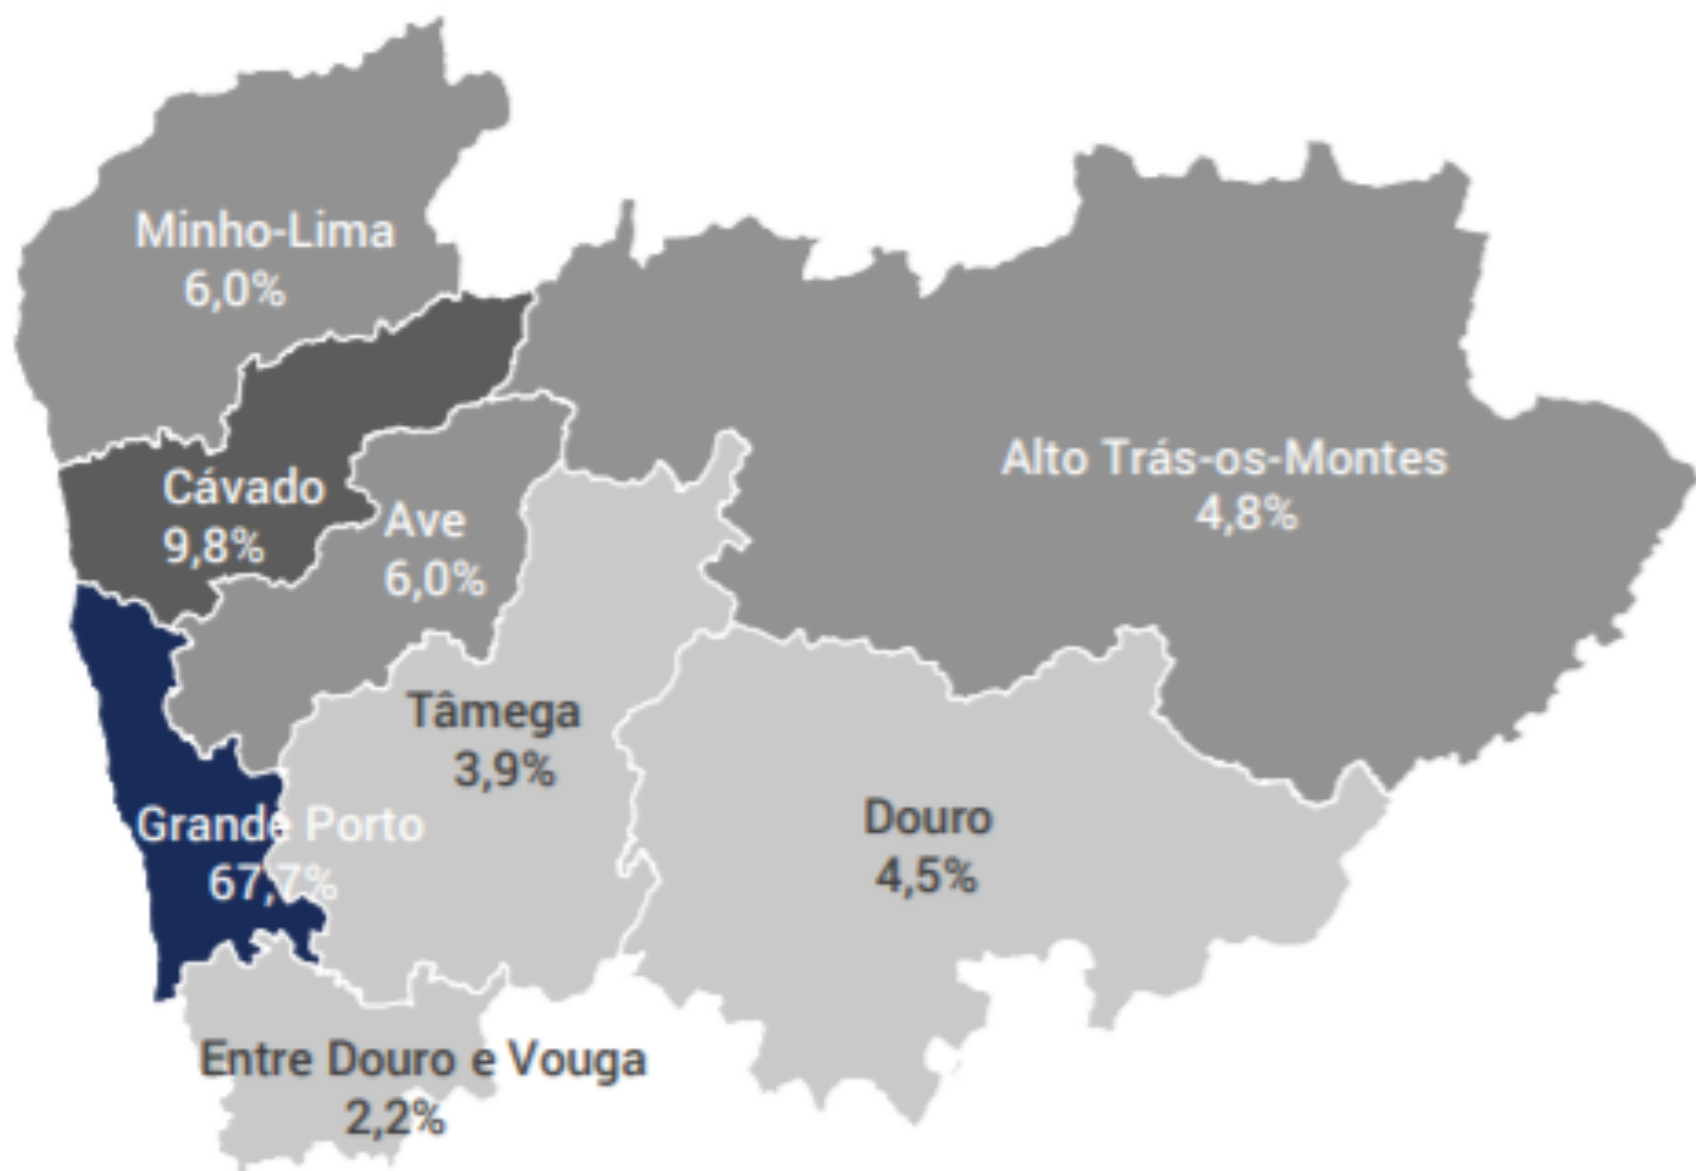 Minho-Lima
6,0%
Cávado
9,8%
Ave
6,0%
Alto Trás-os-Montes
4,8%
Tâmega
3,9%
Grande Porto
67,7%
Douro
4,5%
Entre Douro e Vouga
2,2%